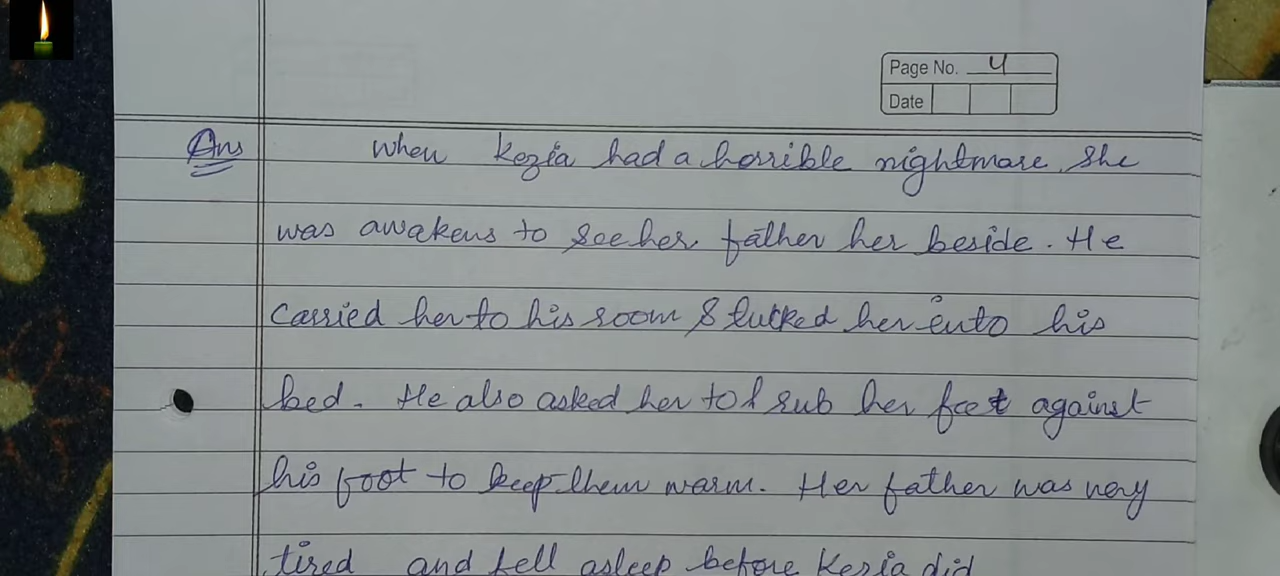 Page No. 4
Date
Ans When Kezia had a horrible nightmare, she
was awakens to see her father her beside. He
carried her to his room & tucked her into his
bed. He also asked her to rub her feet against
his foot to keep them warm. Her father was very
tired and fell asleep before Kezia did